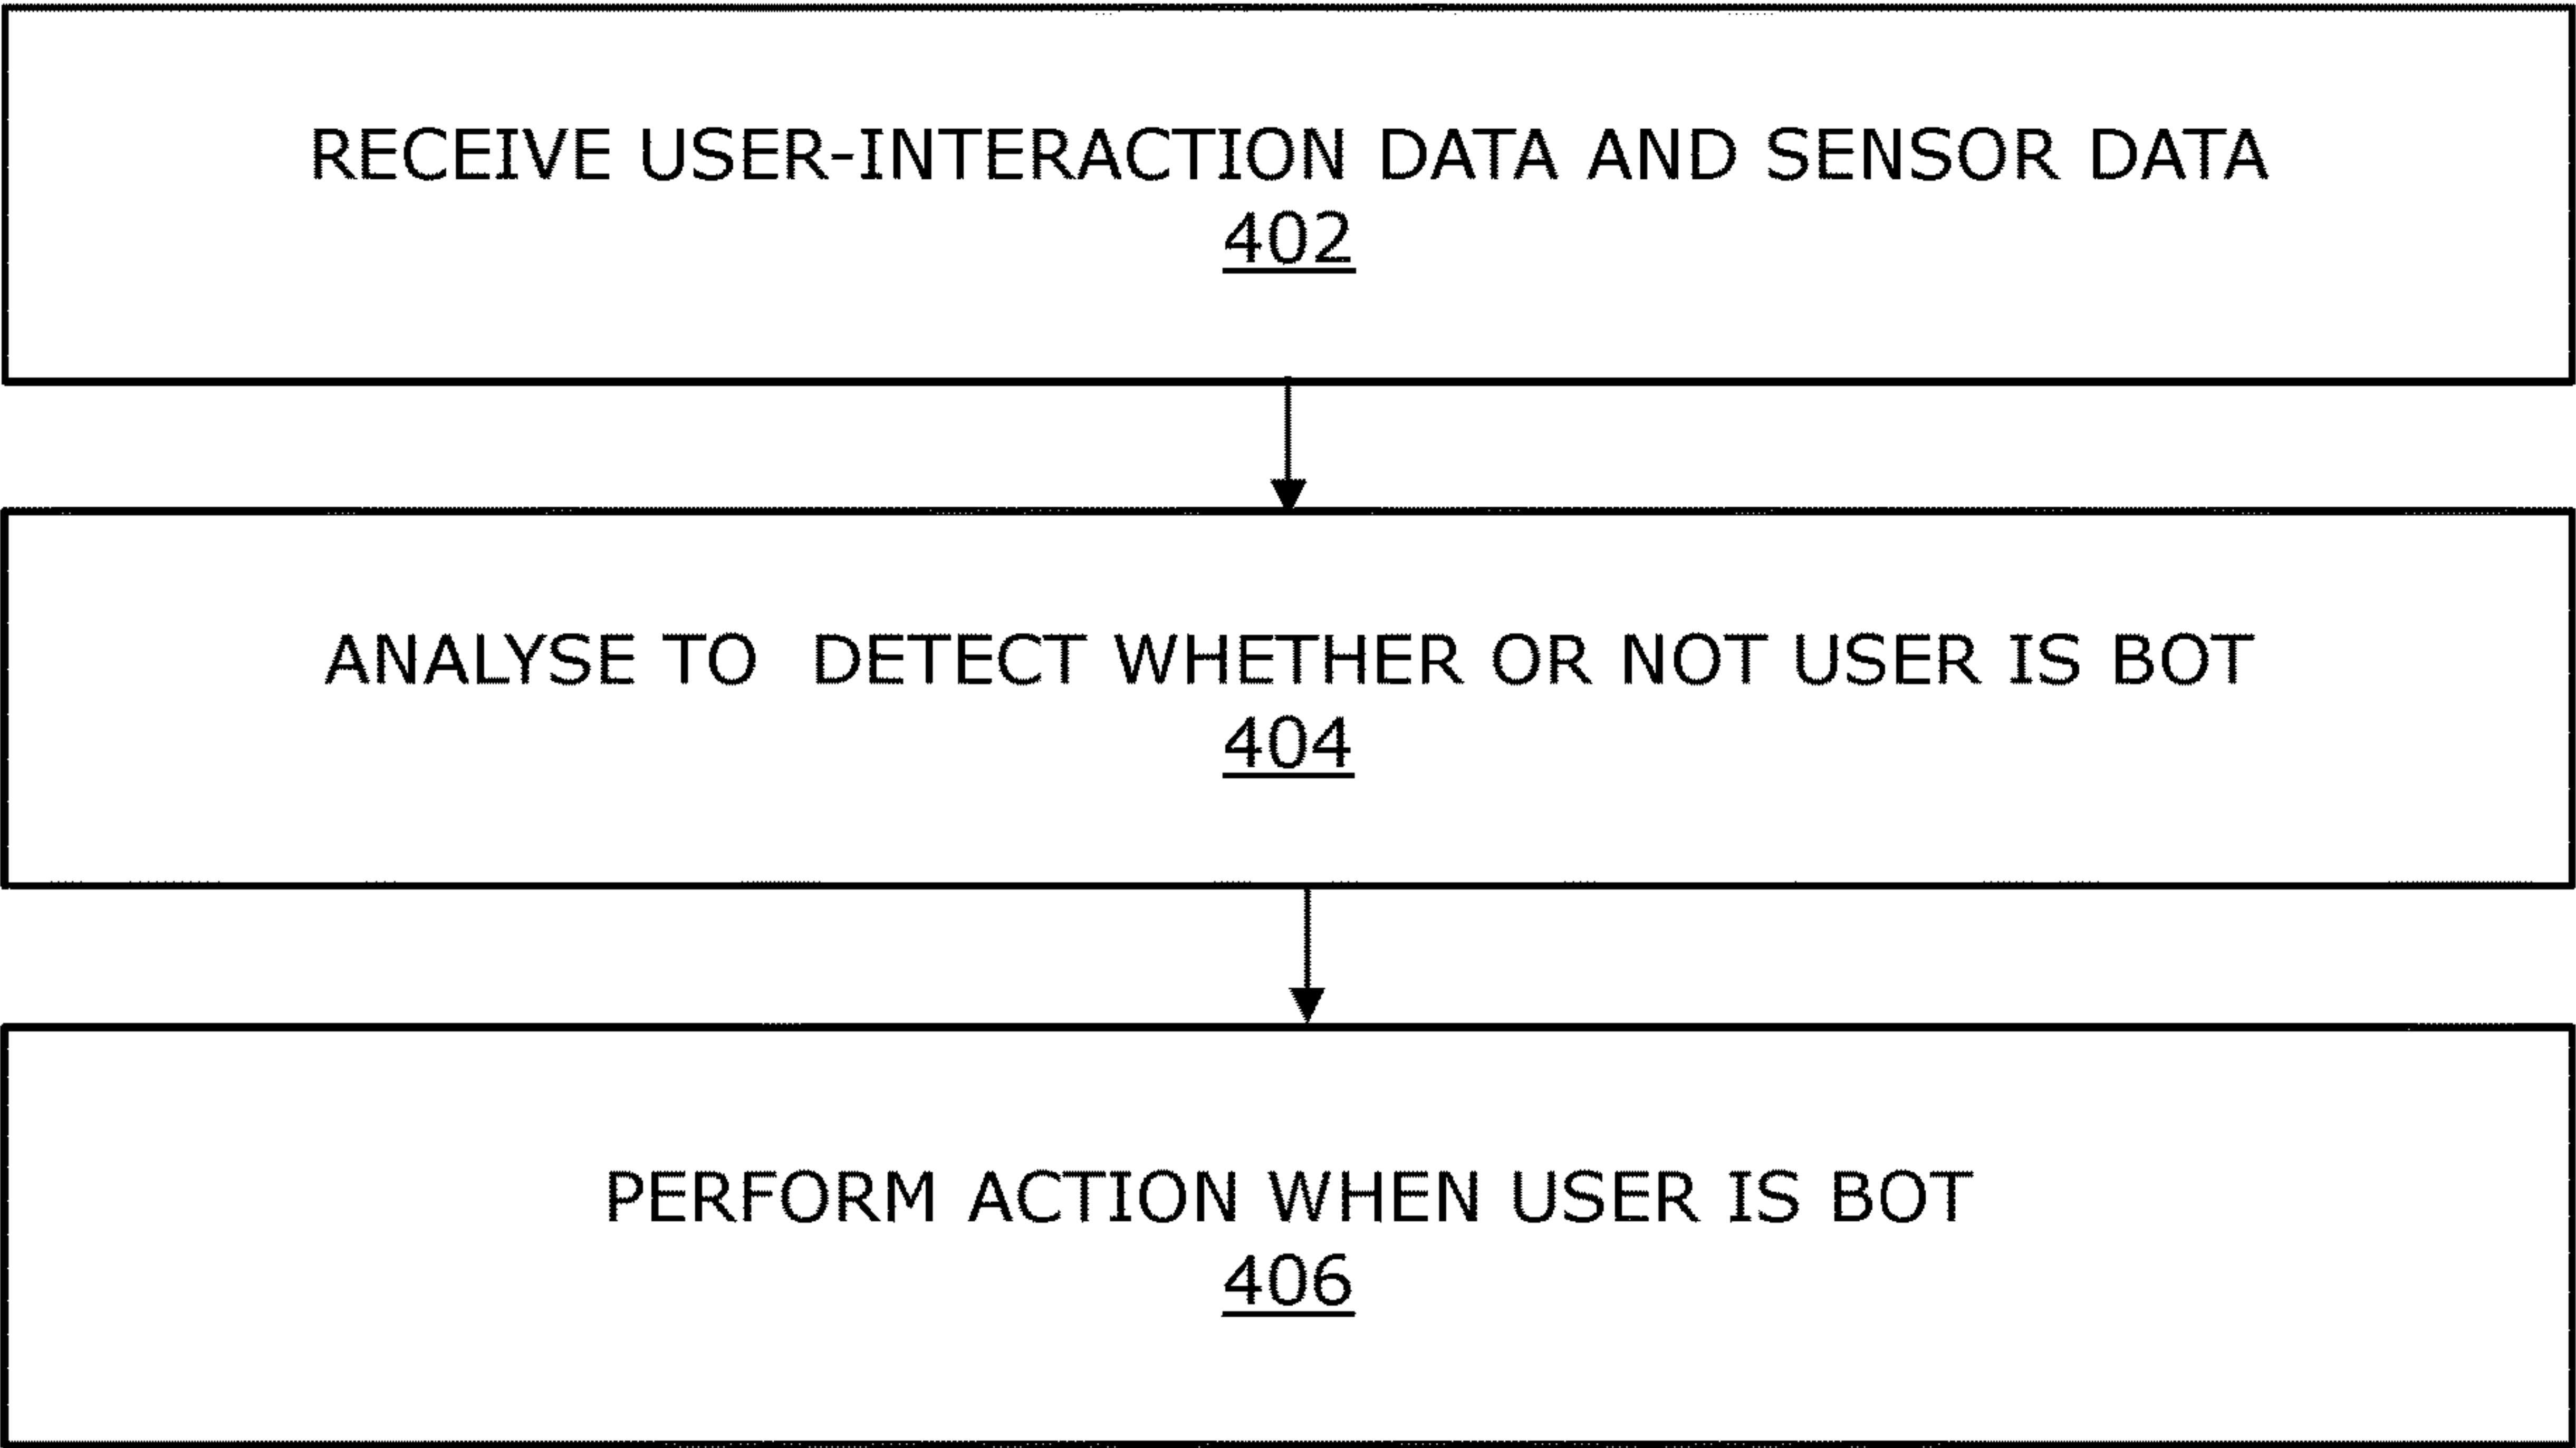 RECEIVE USER-INTERACTION DATA AND SENSOR DATA
402
ANALYSE TO  DETECT WHETHER OR NOT USER IS BOT
404
PERFORM ACTION WHEN USER IS BOT
406